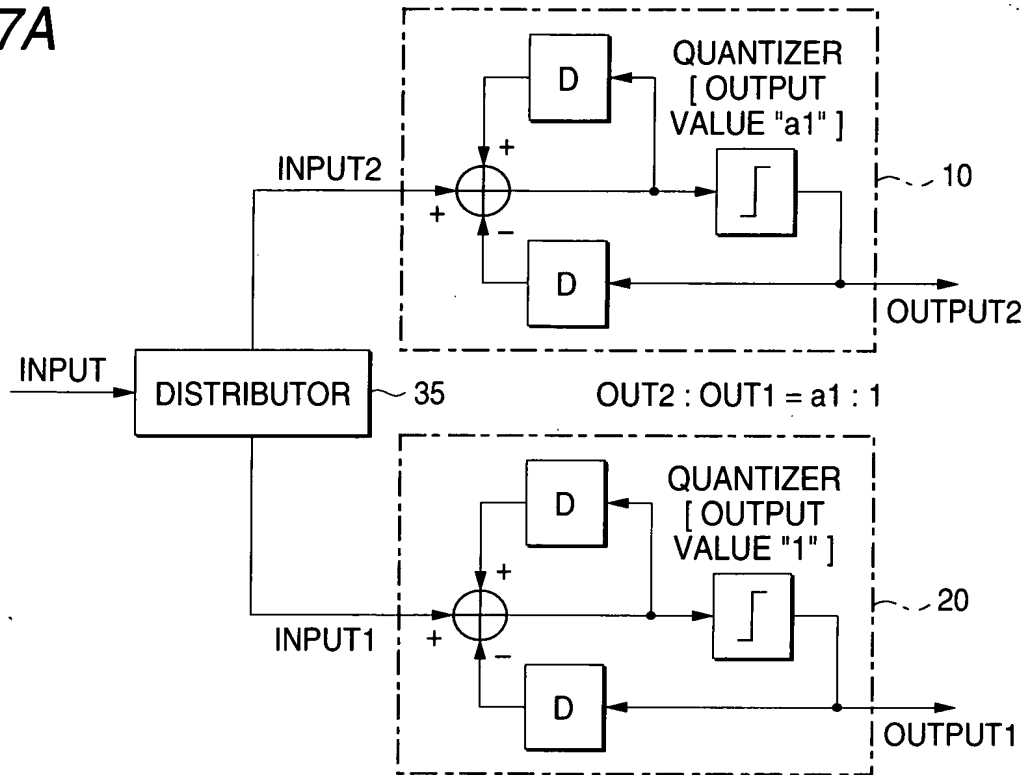 7A
D
QUANTIZER
[ OUTPUT
VALUE "a1" ]
+
INPUT2
+
−
10
D
OUTPUT2
INPUT
DISTRIBUTOR
35
OUT2 : OUT1 = a1 : 1
D
QUANTIZER
[ OUTPUT
VALUE "1" ]
+
20
INPUT1
+
−
D
OUTPUT1